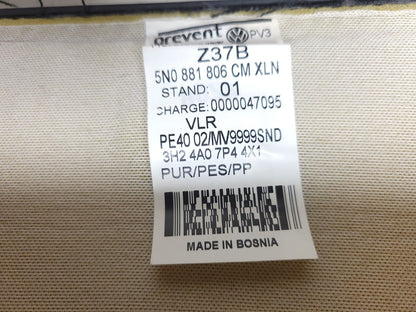 prevent PV3
Z37B
5N0 881 806 CM XLN
STAND: 01
CHARGE:0000047095
VLR
PE40 02/MV9999SND
3H2 4A0 7P4 4X1
PUR/PES/PP
MADE IN BOSNIA